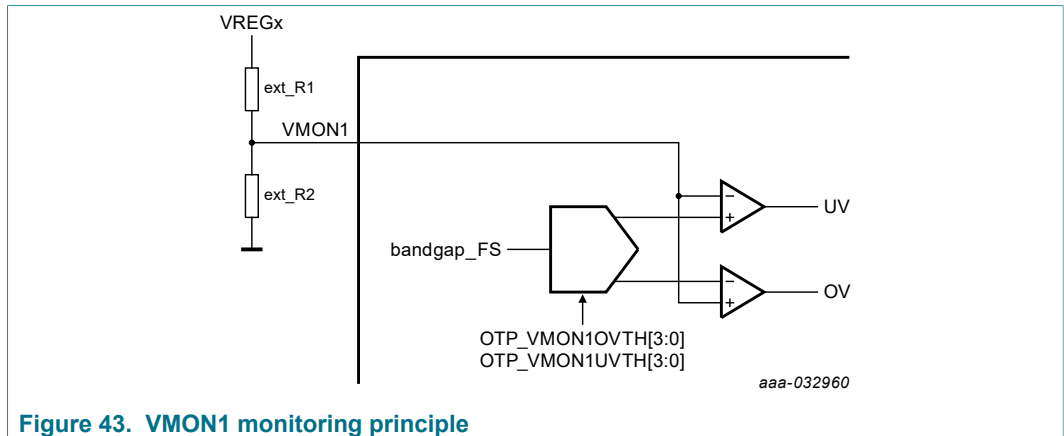 VREGx
ext_R1
VMON1
ext_R2
bandgap_FS
−
+
UV
−
+
OV
OTP_VMON1OVTH[3:0]
OTP_VMON1UVTH[3:0]
aaa-032960
Figure 43. VMON1 monitoring principle